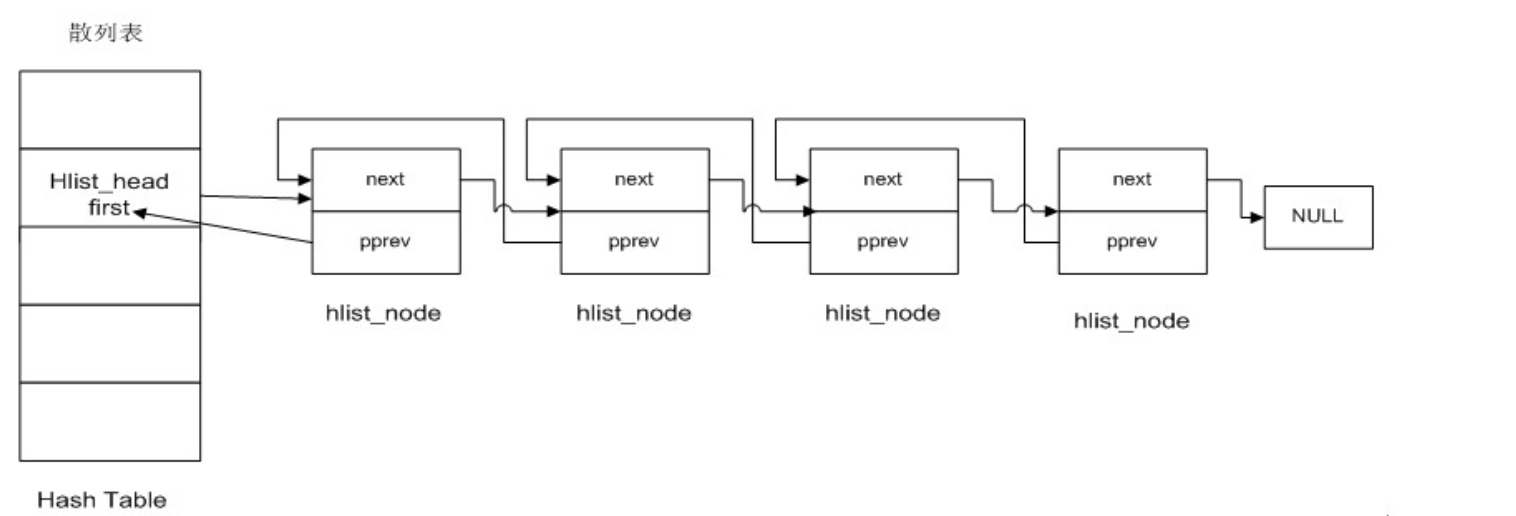 散列表
Hlist_head
first
next
pprev
hlist_node
next
pprev
hlist_node
next
pprev
hlist_node
next
pprev
hlist_node
NULL
Hash Table